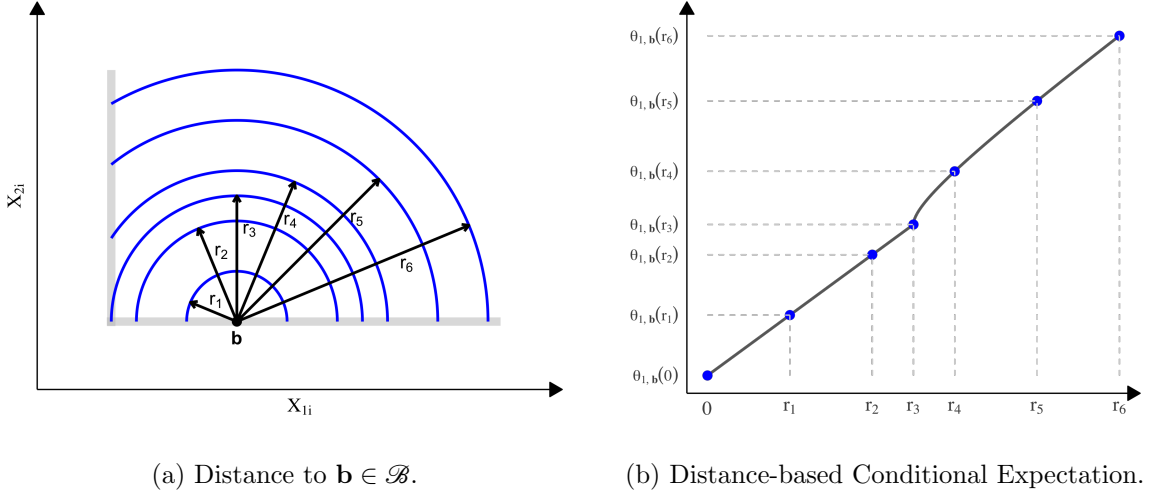 X₂ᵢ
r₁
r₂
r₃
r₄
r₅
r₆
b
X₁ᵢ
θ₁, b(r₆)
θ₁, b(r₅)
θ₁, b(r₄)
θ₁, b(r₃)
θ₁, b(r₂)
θ₁, b(r₁)
θ₁, b(0)
0 r₁ r₂ r₃ r₄ r₅ r₆
(a) Distance to b ∈ ℬ.
(b) Distance-based Conditional Expectation.